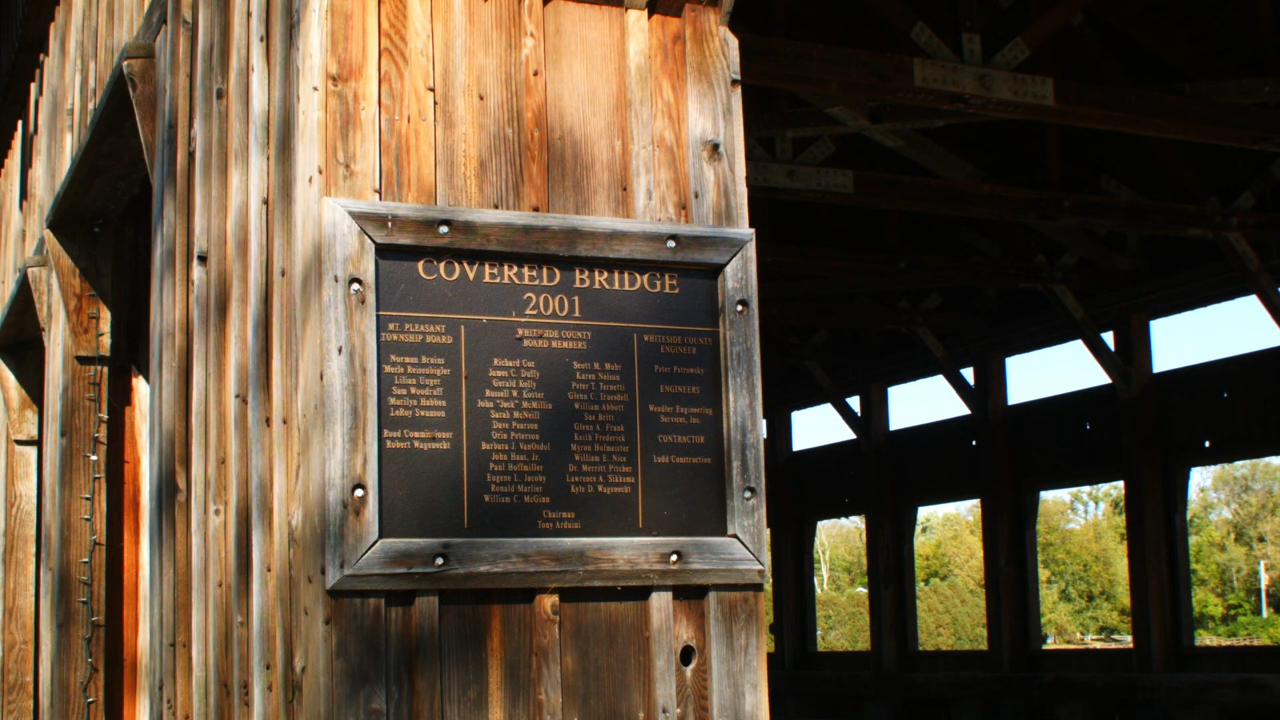 COVERED BRIDGE
2001
MT. PLEASANT
TOWNSHIP BOARD
Norman Bruins
Merle Reisenbigler
Lilian Unger
Sam Woodruff
Marilyn Habben
LeRoy Swanson
Road Commissioner
Robert Wagenecht
WHITESIDE COUNTY
BOARD MEMBERS
Richard Cox
James C. Duffy
Gerald Kelly
Russell W. Koster
John "Jack" McMillin
Sarah McNeill
Dave Pearson
Orin Peterson
Barbara J. VanOsdol
John Haas, Jr.
Paul Hoffmiller
Eugene L. Jacoby
Ronald Marlier
William C. McGinn
Scott M. Mohr
Karen Nelson
Peter T. Ternetti
Glenn C. Truesdell
William Abbott
Sue Britt
Glenn A. Frank
Keith Frederick
Myron Hofmeister
William E. Nice
Dr. Merritt Pitcher
Lawrence A. Sikkema
Kyle D. Wagenecht
Chairman
Tony Arduini
WHITESIDE COUNTY
ENGINEER
Peter Petrowsky
ENGINEERS
Wendler Engineering
Services, Inc.
CONTRACTOR
Ludd Construction